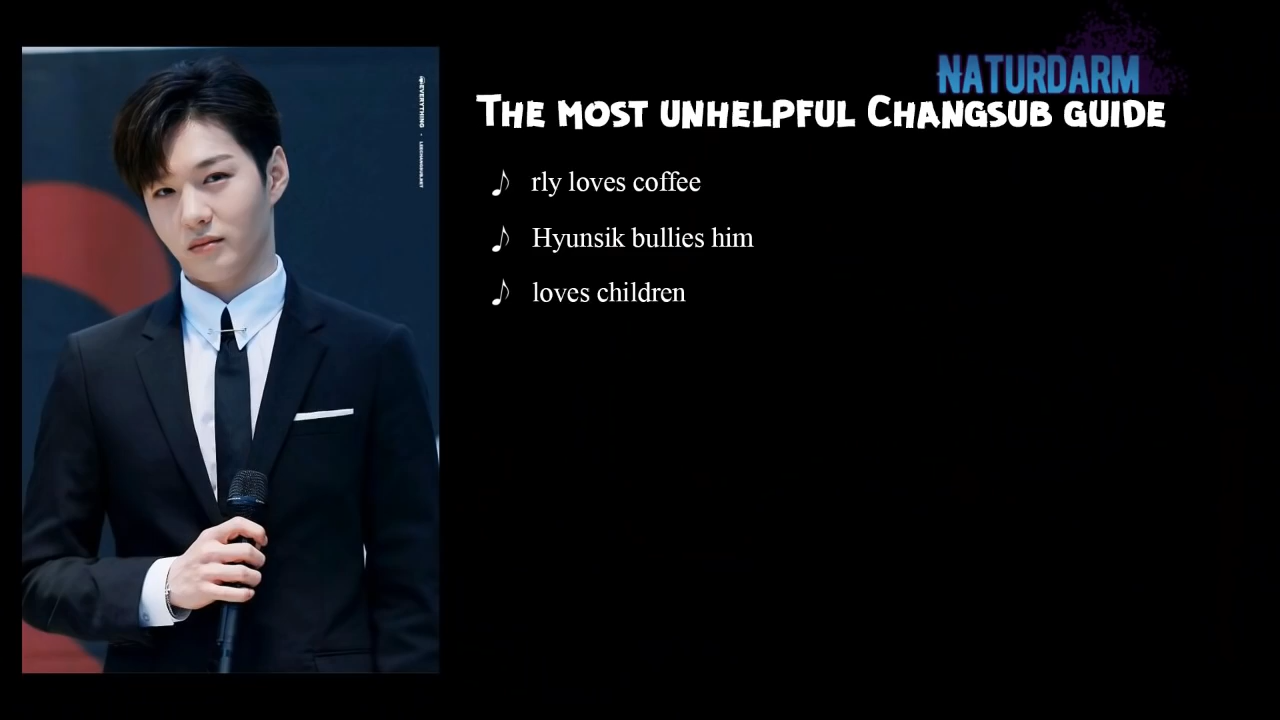 NATURDARM
The most unhelpful Changsub guide
rly loves coffee
Hyunsik bullies him
loves children